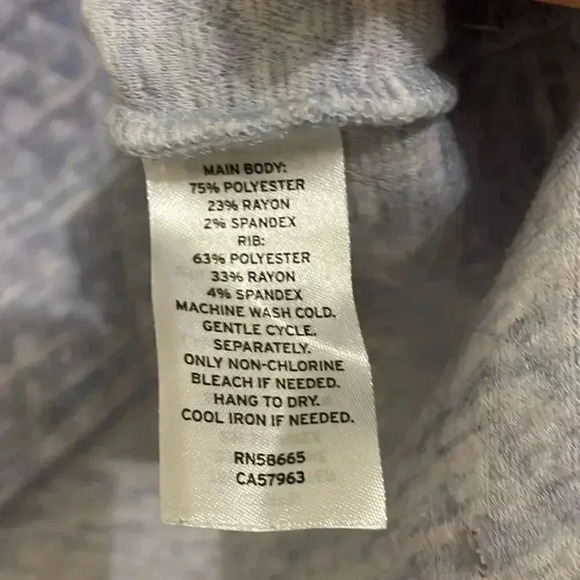 MAIN BODY:
75% POLYESTER
23% RAYON
2% SPANDEX
RIB:
63% POLYESTER
33% RAYON
4% SPANDEX
MACHINE WASH COLD.
GENTLE CYCLE.
SEPARATELY.
ONLY NON-CHLORINE
BLEACH IF NEEDED.
HANG TO DRY.
COOL IRON IF NEEDED.
RN58665
CA57963